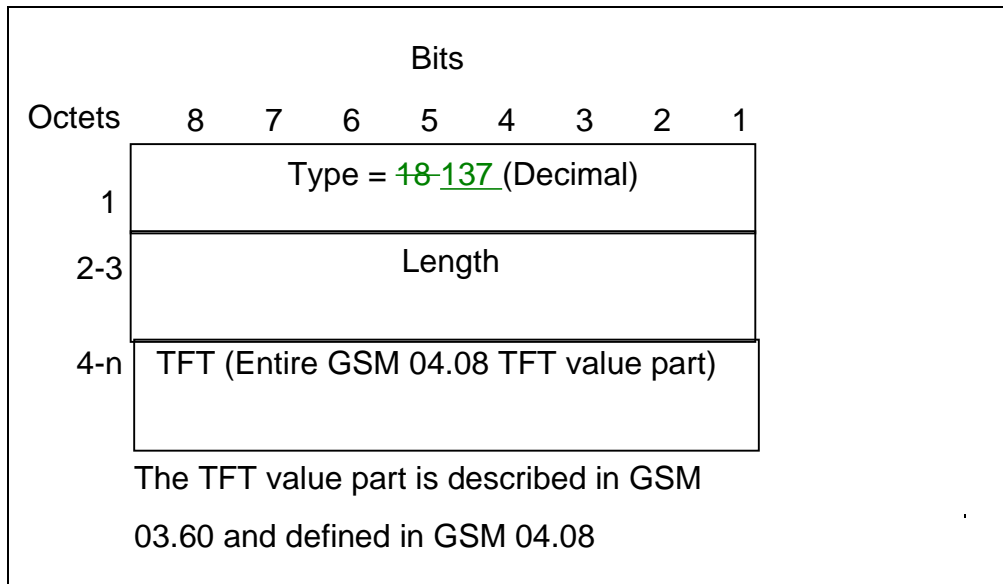 Bits
Octets 8 7 6 5 4 3 2 1
1 Type = 18 137 (Decimal)
2-3 Length
4-n TFT (Entire GSM 04.08 TFT value part)
The TFT value part is described in GSM
03.60 and defined in GSM 04.08